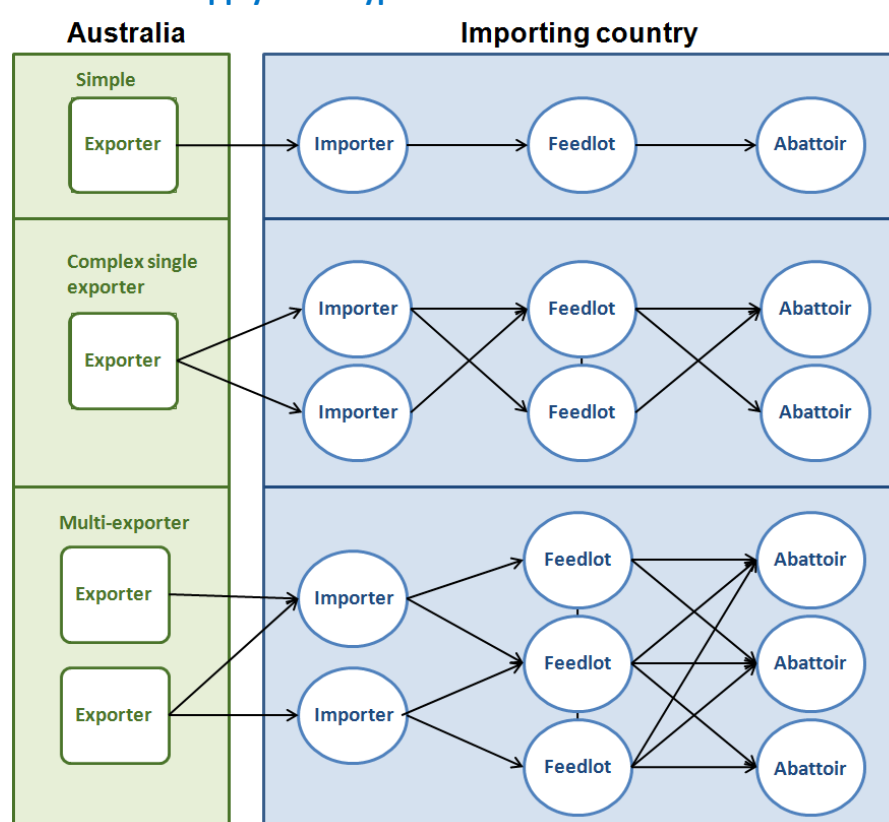 Australia
Importing country
Simple
Exporter
Importer
Feedlot
Abattoir
Complex single
exporter
Exporter
Importer
Feedlot
Abattoir
Importer
Feedlot
Abattoir
Multi-exporter
Exporter
Importer
Feedlot
Abattoir
Feedlot
Abattoir
Exporter
Importer
Feedlot
Abattoir